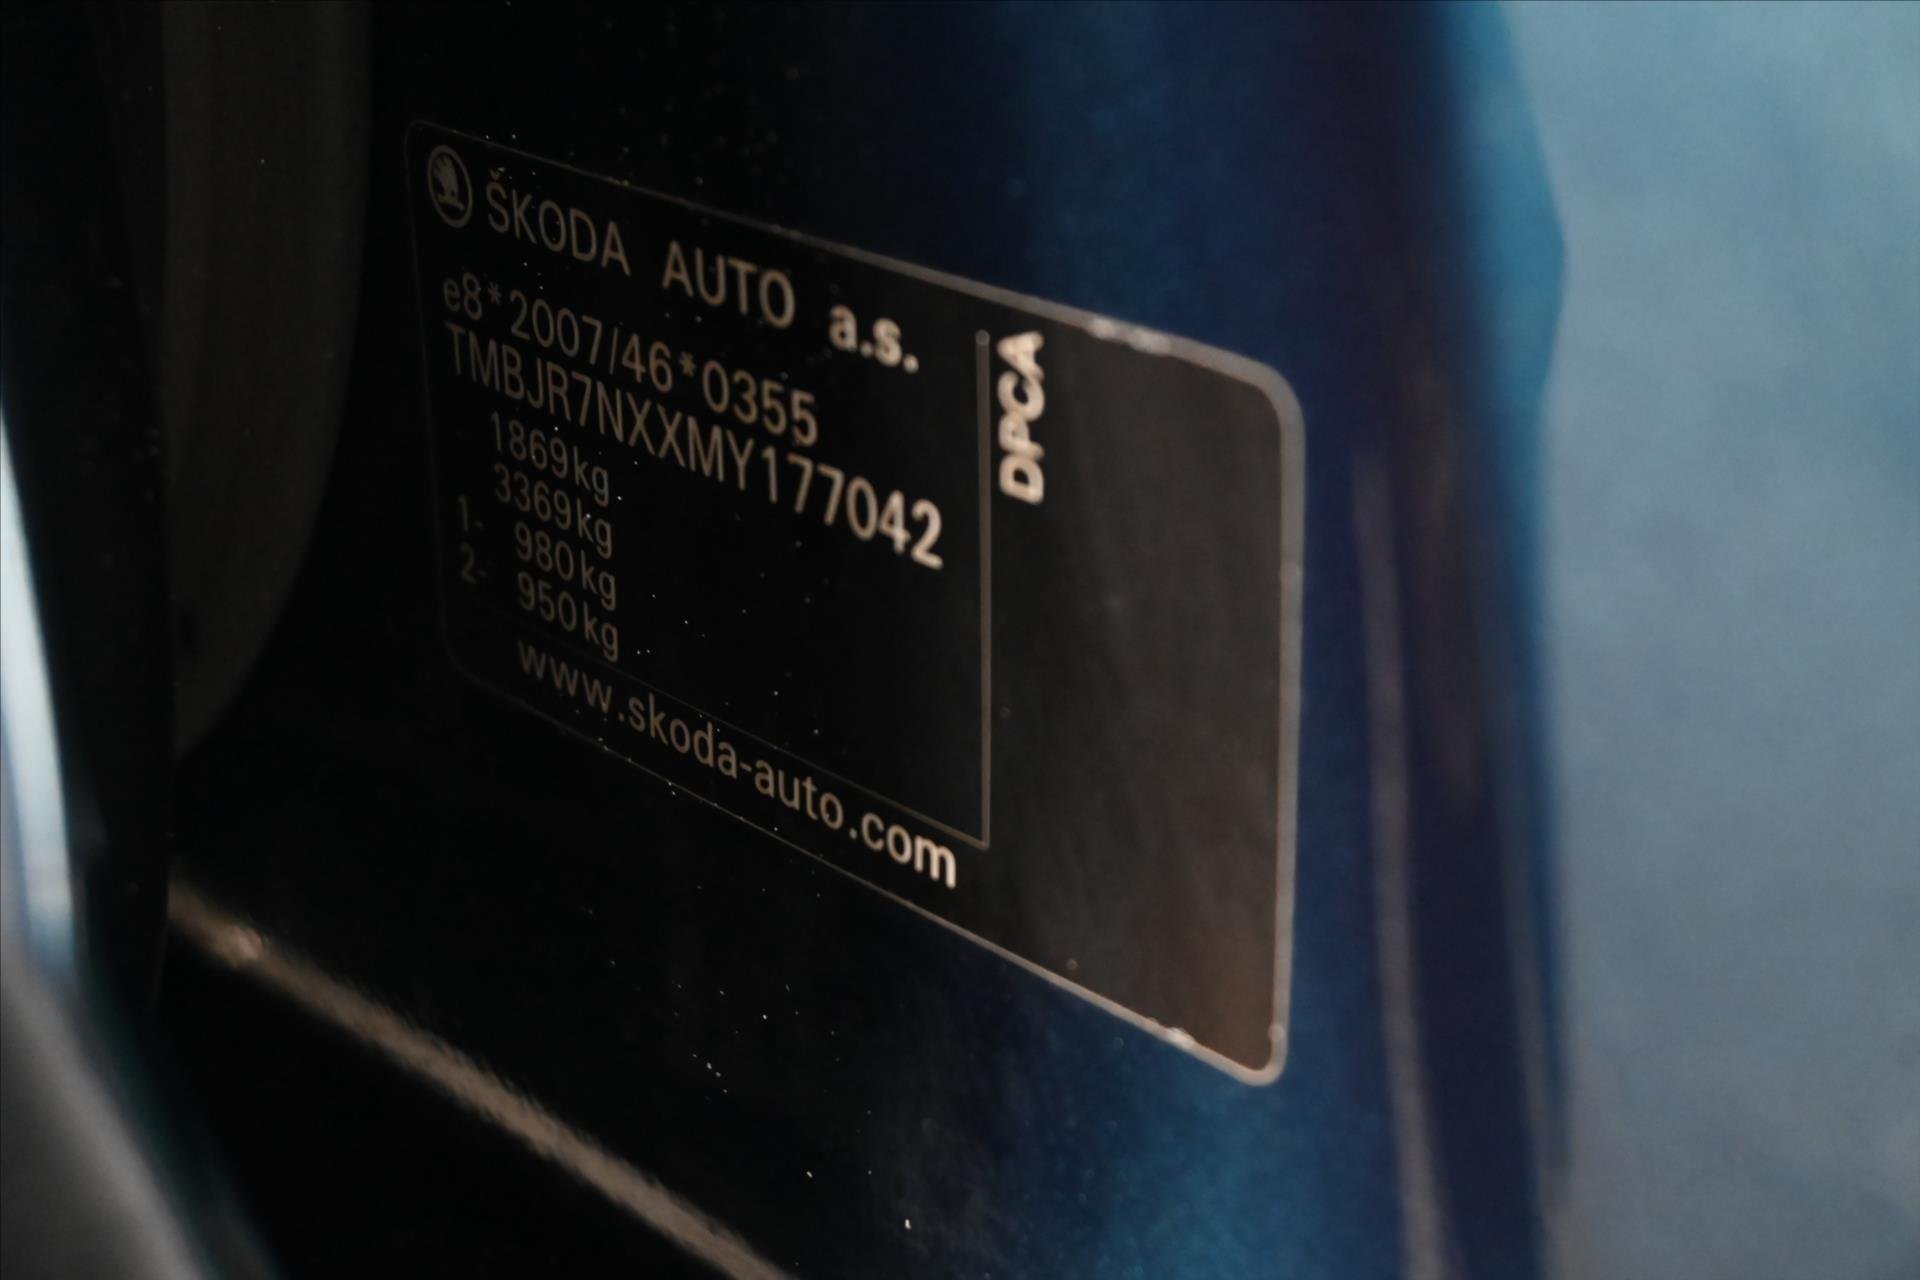 ŠKODA AUTO a.s.
e8*2007/46*0355
TMBJR7NXXMY177042
1869kg
3369kg
1- 980kg
2- 950kg
www.skoda-auto.com
DPCA